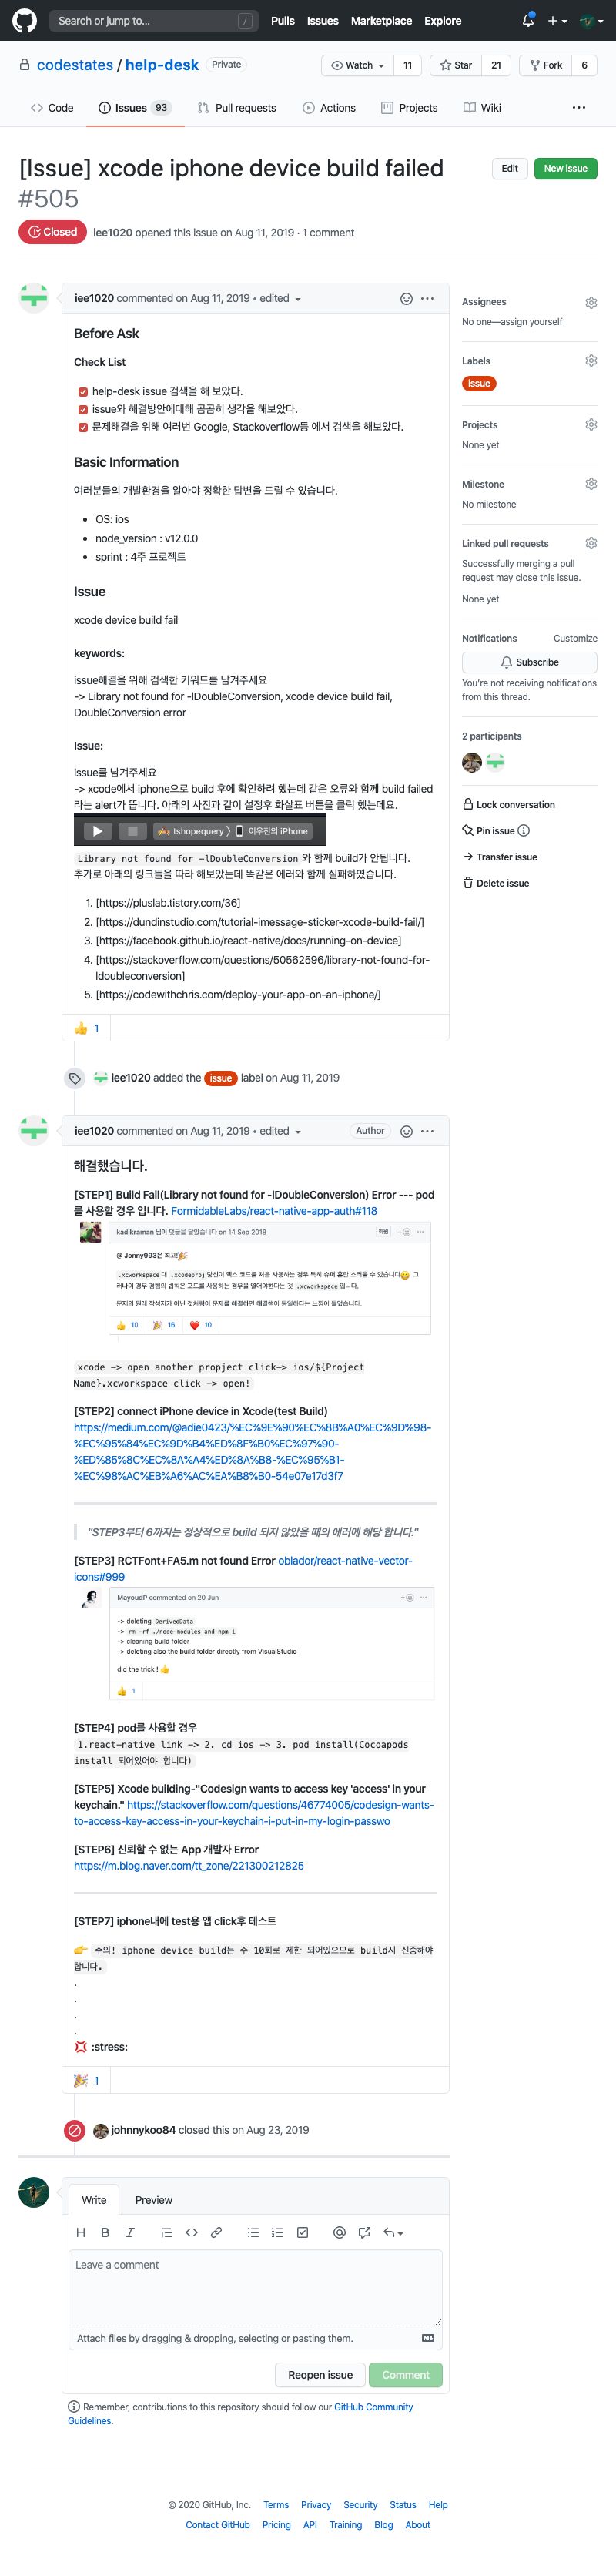 Search or jump to...
/
Pulls Issues Marketplace Explore
codestates / help-desk Private
Watch 11 Star 21 Fork 6
Code Issues 93 Pull requests Actions Projects Wiki ...
[Issue] xcode iphone device build failed
#505
Edit New issue
Closed iee1020 opened this issue on Aug 11, 2019 · 1 comment
iee1020 commented on Aug 11, 2019 • edited
Before Ask
Check List
help-desk issue 검색을 해 보았다.
issue와 해결방안에대해 곰곰히 생각을 해보았다.
문제해결을 위해 여러번 Google, Stackoverflow등 에서 검색을 해보았다.
Basic Information
여러분들의 개발환경을 알아야 정확한 답변을 드릴 수 있습니다.
• OS: ios
• node_version : v12.0.0
• sprint : 4주 프로젝트
Issue
xcode device build fail
keywords:
issue해결을 위해 검색한 키워드를 남겨주세요
-> Library not found for -lDoubleConversion, xcode device build fail,
DoubleConversion error
Issue:
issue를 남겨주세요
-> xcode에서 iphone으로 build 후에 확인하려 했는데 같은 오류와 함께 build failed
라는 alert가 뜹니다. 아래의 사진과 같이 설정후 화살표 버튼을 클릭 했는데요.
tshopequery 〉 이우진의 iPhone
Library not found for -lDoubleConversion 와 함께 build가 안됩니다.
추가로 아래의 링크들을 따라 해보았는데 똑같은 에러와 함께 실패하였습니다.
1. [https://pluslab.tistory.com/36]
2. [https://dundinstudio.com/tutorial-imessage-sticker-xcode-build-fail/]
3. [https://facebook.github.io/react-native/docs/running-on-device]
4. [https://stackoverflow.com/questions/50562596/library-not-found-for-
ldoubleconversion]
5. [https://codewithchris.com/deploy-your-app-on-an-iphone/]
👍 1
Assignees
No one—assign yourself
Labels
issue
Projects
None yet
Milestone
No milestone
Linked pull requests
Successfully merging a pull
request may close this issue.
None yet
Notifications Customize
Subscribe
You're not receiving notifications
from this thread.
2 participants
Lock conversation
Pin issue
Transfer issue
Delete issue
iee1020 added the issue label on Aug 11, 2019
iee1020 commented on Aug 11, 2019 • edited Author
해결했습니다.
[STEP1] Build Fail(Library not found for -lDoubleConversion) Error --- pod
를 사용할 경우 입니다. FormidableLabs/react-native-app-auth#118
kadikraman 님이 댓글을 달았습니다 on 14 Sep 2018 회원
@ Jonny993은 최고!🎉
.xcworkspace 대 .xcodeproj 당신이 엑스 코드를 처음 사용하는 경우 특히 슈퍼 혼란 스러울 수 있습니다 그
러나이 경우 경험의 법칙은 포드를 사용하는 경우을 열어야한다는 것 .xcworkspace 입니다.
문제의 원래 작성자가 아닌 것처럼이 문제를 해결하면 해결책이 동일하다는 느낌이 들었습니다.
👍 10 🎉 16 ❤️ 10
xcode -> open another propject click-> ios/${Project
Name}.xcworkspace click -> open!
[STEP2] connect iPhone device in Xcode(test Build)
https://medium.com/@adie0423/%EC%9E%90%EC%8B%A0%EC%9D%98-
%EC%95%84%EC%9D%B4%ED%8F%B0%EC%97%90-
%ED%85%8C%EC%8A%A4%ED%8A%B8-%EC%95%B1-
%EC%98%AC%EB%A6%AC%EA%B8%B0-54e07e17d3f7
"STEP3부터 6까지는 정상적으로 build 되지 않았을 때의 에러에 해당 합니다."
[STEP3] RCTFont+FA5.m not found Error oblador/react-native-vector-
icons#999
MayoudP commented on 20 Jun
-> deleting DerivedData
-> rm -rf ./node-modules and npm i
-> cleaning build folder
-> deleting also the build folder directly from VisualStudio
did the trick ! 👍
👍 1
[STEP4] pod를 사용할 경우
1.react-native link -> 2. cd ios -> 3. pod install(Cocoapods
install 되어있어야 합니다)
[STEP5] Xcode building-"Codesign wants to access key 'access' in your
keychain." https://stackoverflow.com/questions/46774005/codesign-wants-
to-access-key-access-in-your-keychain-i-put-in-my-login-passwo
[STEP6] 신뢰할 수 없는 App 개발자 Error
https://m.blog.naver.com/tt_zone/221300212825
[STEP7] iphone내에 test용 앱 click후 테스트
👉 주의! iphone device build는 주 10회로 제한 되어있으므로 build시 신중해야
합니다.
.
.
.
.
💢 :stress:
🎉 1
johnnykoo84 closed this on Aug 23, 2019
Write Preview
Leave a comment
Attach files by dragging & dropping, selecting or pasting them.
Reopen issue Comment
Remember, contributions to this repository should follow our GitHub Community
Guidelines.
© 2020 GitHub, Inc. Terms Privacy Security Status Help
Contact GitHub Pricing API Training Blog About